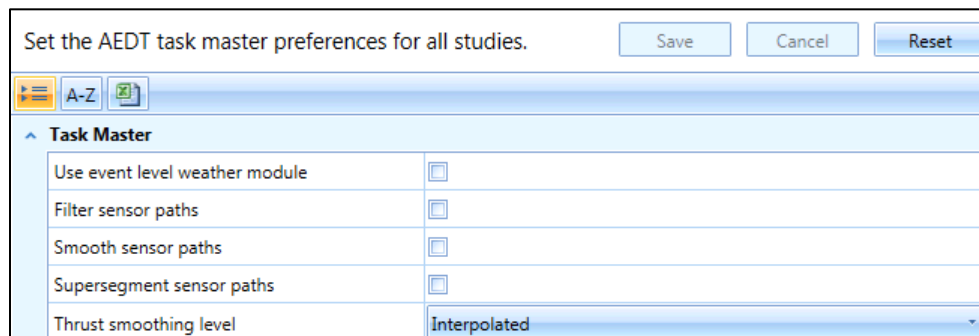 Set the AEDT task master preferences for all studies. Save Cancel Reset
A-Z
Task Master
Use event level weather module
Filter sensor paths
Smooth sensor paths
Supersegment sensor paths
Thrust smoothing level Interpolated